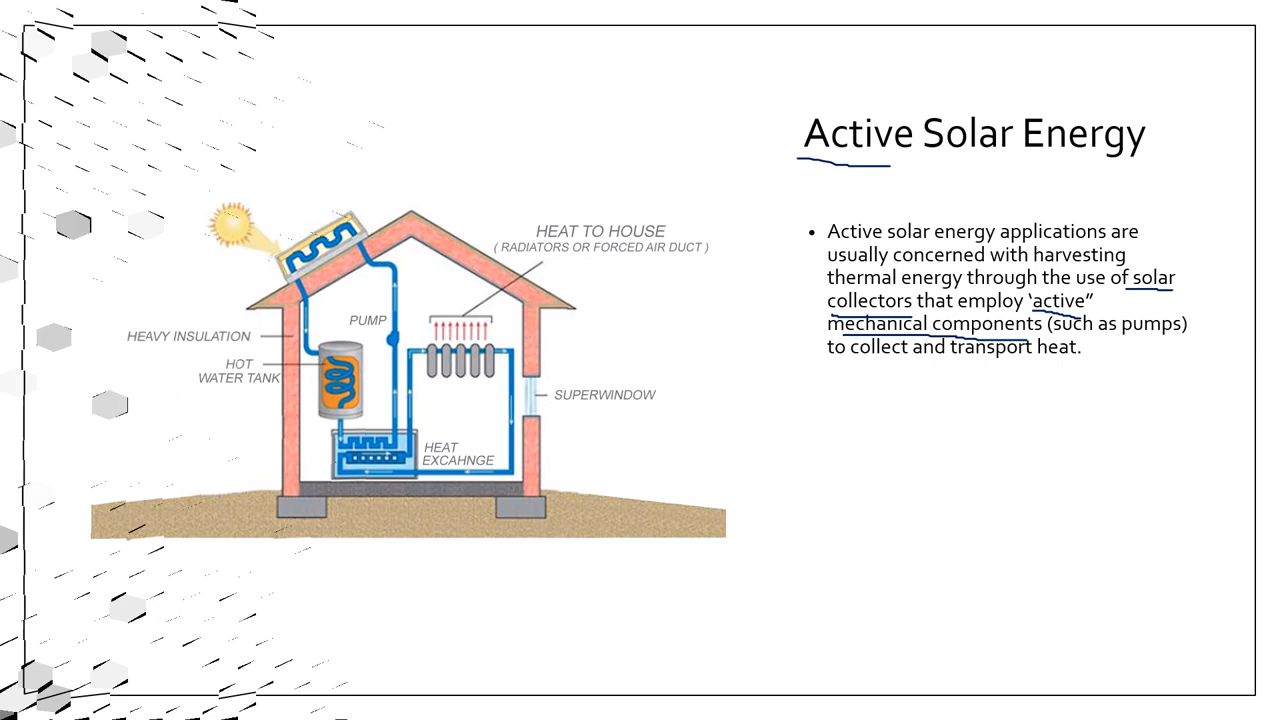 Active Solar Energy
• Active solar energy applications are
usually concerned with harvesting
thermal energy through the use of solar
collectors that employ ‘active”
mechanical components (such as pumps)
to collect and transport heat.
HEAT TO HOUSE
( RADIATORS OR FORCED AIR DUCT )
PUMP
HEAVY INSULATION
HOT
WATER TANK
SUPERWINDOW
HEAT
EXCAHNGE